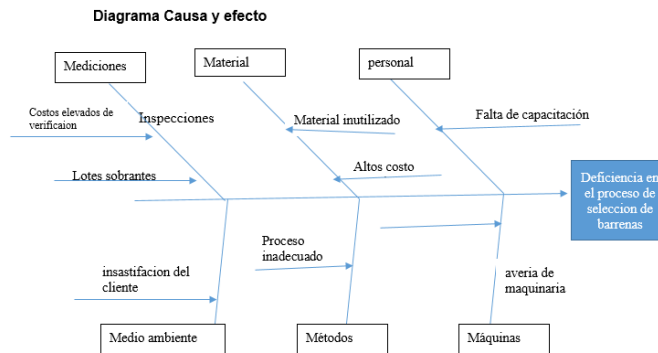 Diagrama Causa y efecto
Mediciones
Material
personal
Costos elevados de
verificaion
Inspecciones
Material inutilizado
Falta de capacitación
Lotes sobrantes
Altos costo
Deficiencia en
el proceso de
seleccion de
barrenas
Proceso
inadecuado
insastifacion del
cliente
averia de
maquinaria
Medio ambiente
Métodos
Máquinas